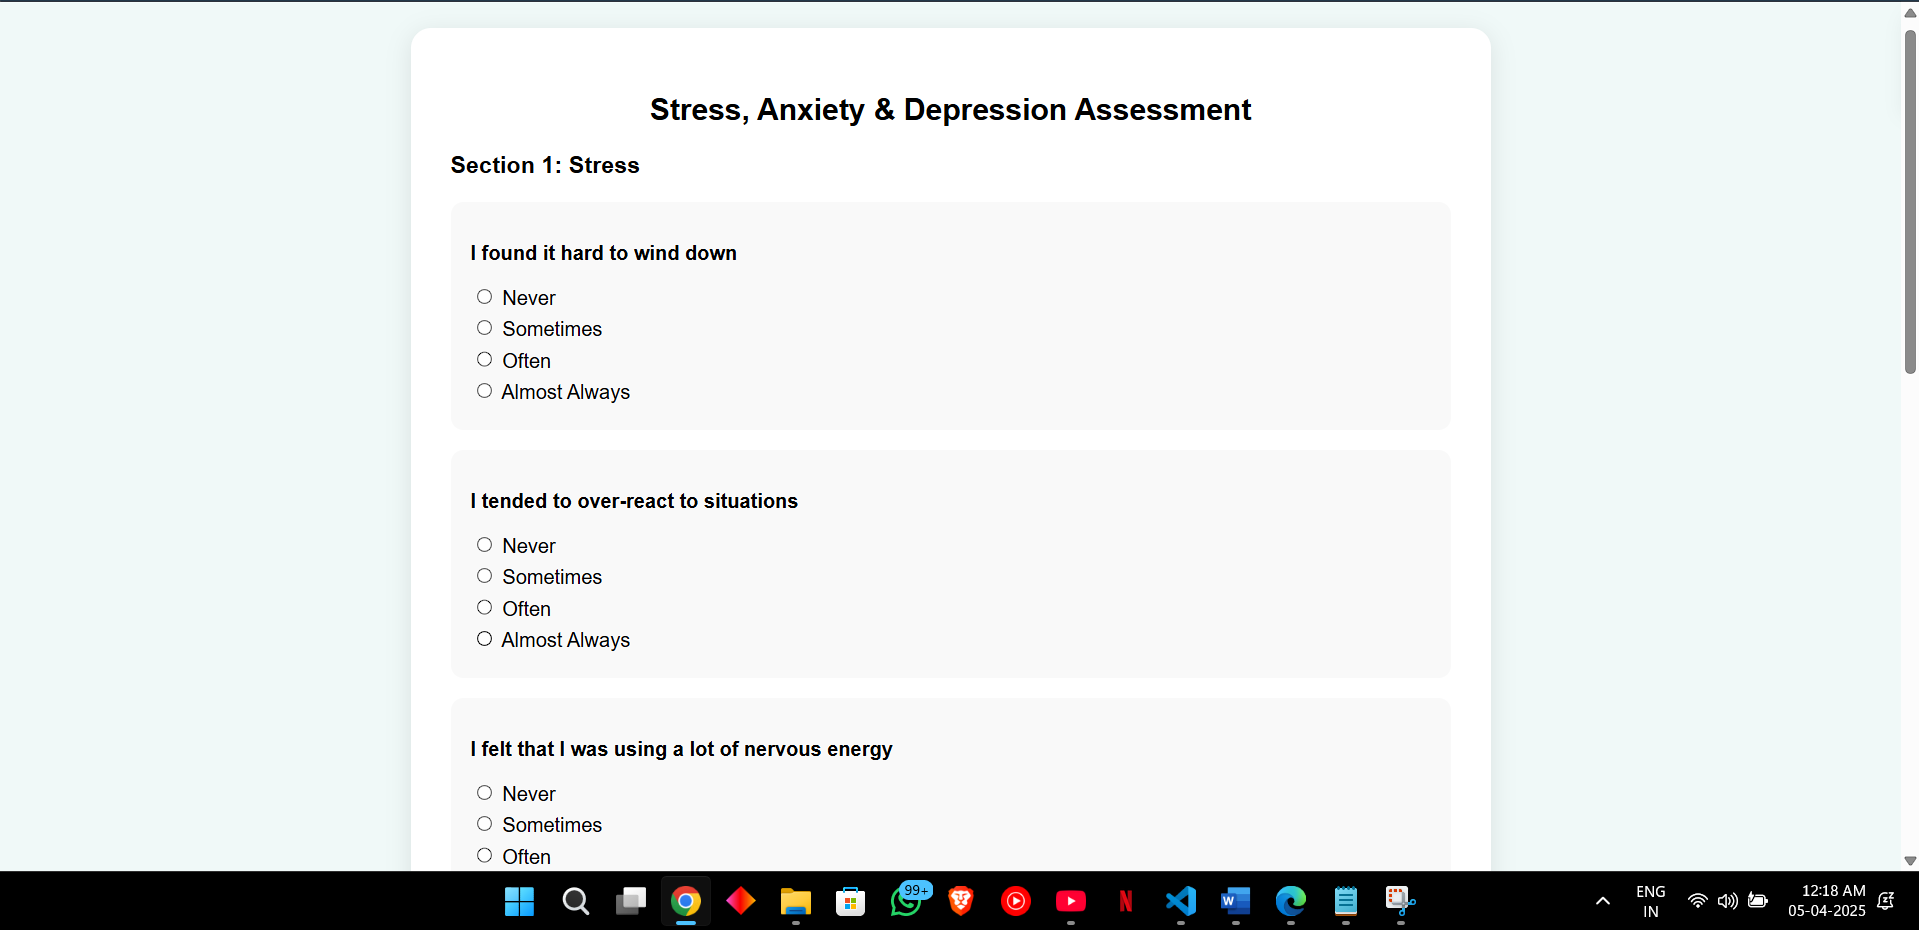 Stress, Anxiety & Depression Assessment
Section 1: Stress
I found it hard to wind down
Never
Sometimes
Often
Almost Always
I tended to over-react to situations
Never
Sometimes
Often
Almost Always
I felt that I was using a lot of nervous energy
Never
Sometimes
Often
99+
N
W
ENG
IN
12:18 AM
05-04-2025